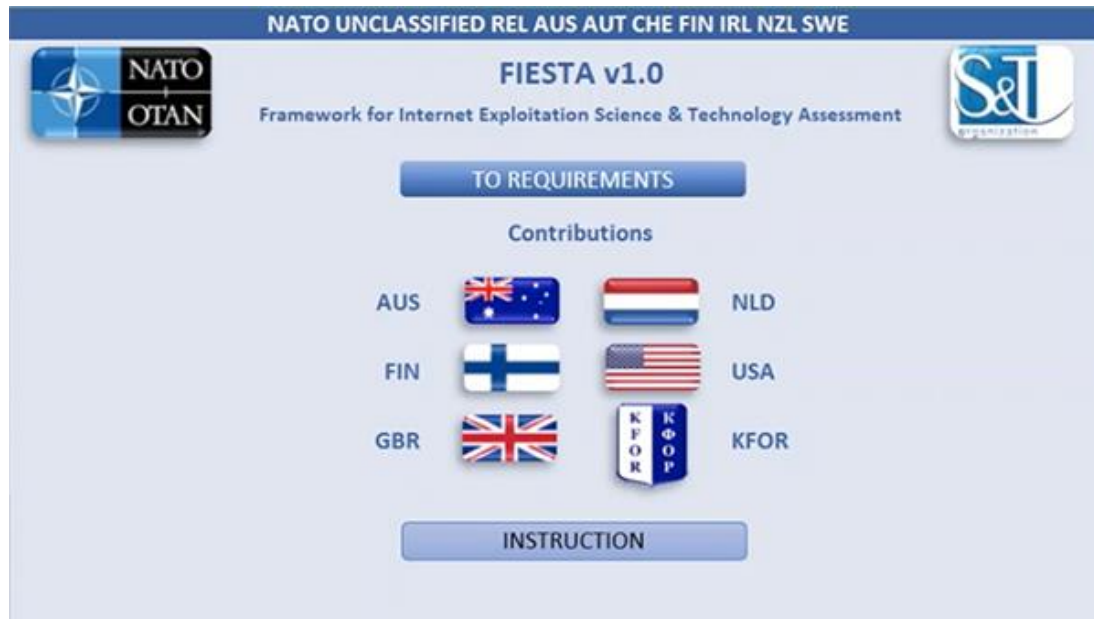 NATO UNCLASSIFIED REL AUS AUT CHE FIN IRL NZL SWE
NATO
OTAN
FIESTA v1.0
Framework for Internet Exploitation Science & Technology Assessment
S&T
organization
TO REQUIREMENTS
Contributions
AUS
NLD
FIN
USA
GBR
KFOR
КФОР
KFOR
INSTRUCTION